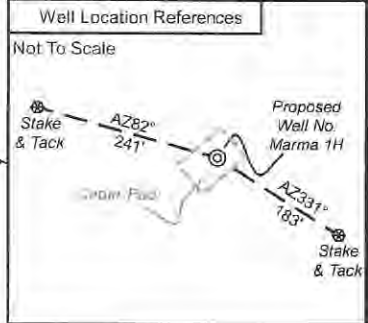 Well Location References
Not To Scale
Stake
& Tack
AZ82°
241'
Proposed
Well No.
Marma 1H
Pad
AZ331°
183'
Stake
& Tack